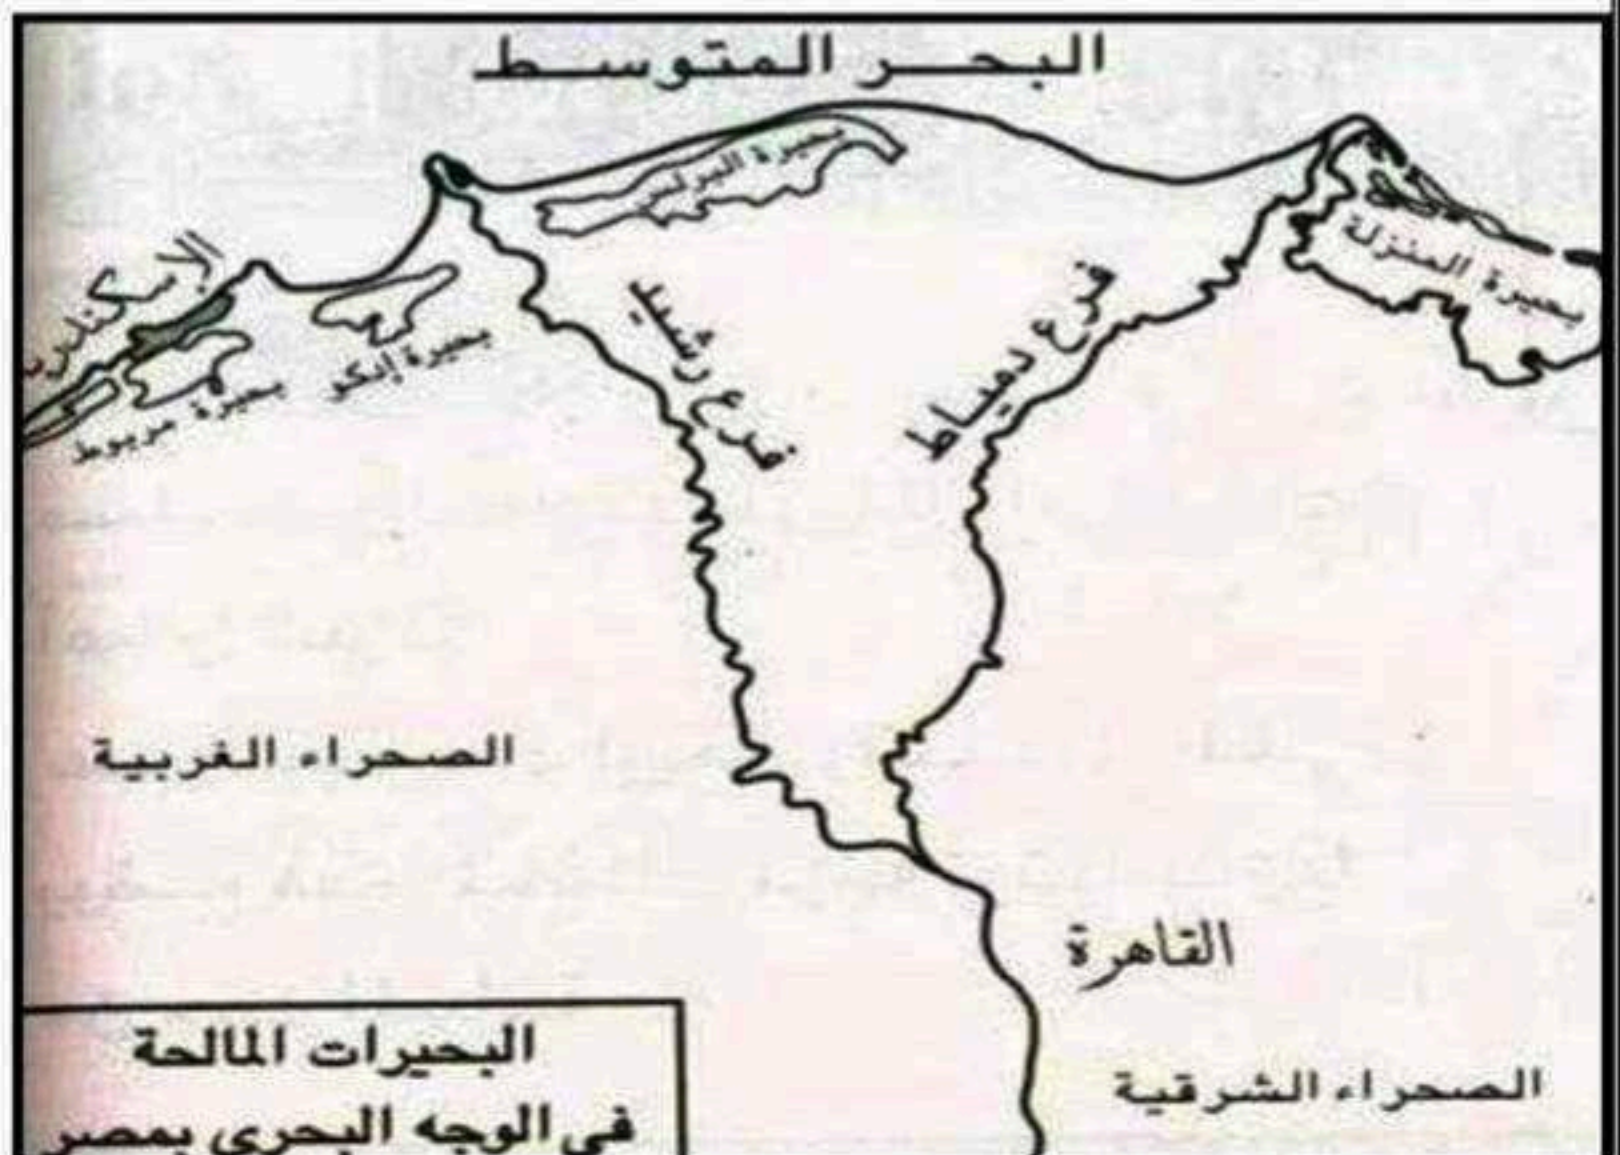 البحر المتوسط
بحيرة البرلس
بحيرة المنزلة
الإسكندرية
بحيرة إدكو
بحيرة مريوط
فرع رشيد
فرع دمياط
الصحراء الغربية
القاهرة
الصحراء الشرقية
البحيرات المالحة
في الوجه البحرى بمصر